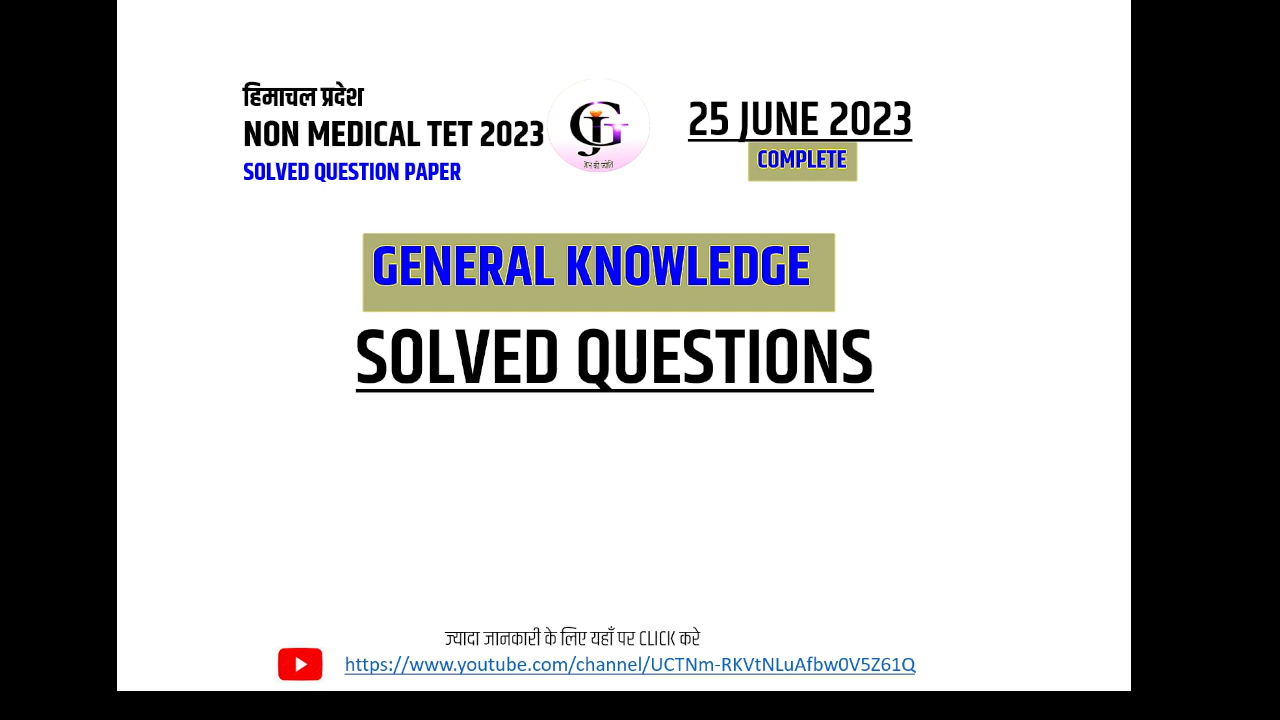 हिमाचल प्रदेश
NON MEDICAL TET 2023
SOLVED QUESTION PAPER
GJ
ज्ञान की ज्योति
25 JUNE 2023
COMPLETE
GENERAL KNOWLEDGE
SOLVED QUESTIONS
ज्यादा जानकारी के लिए यहाँ पर CLICK करे
https://www.youtube.com/channel/UCTNm-RKVtNLuAfbw0V5Z61Q